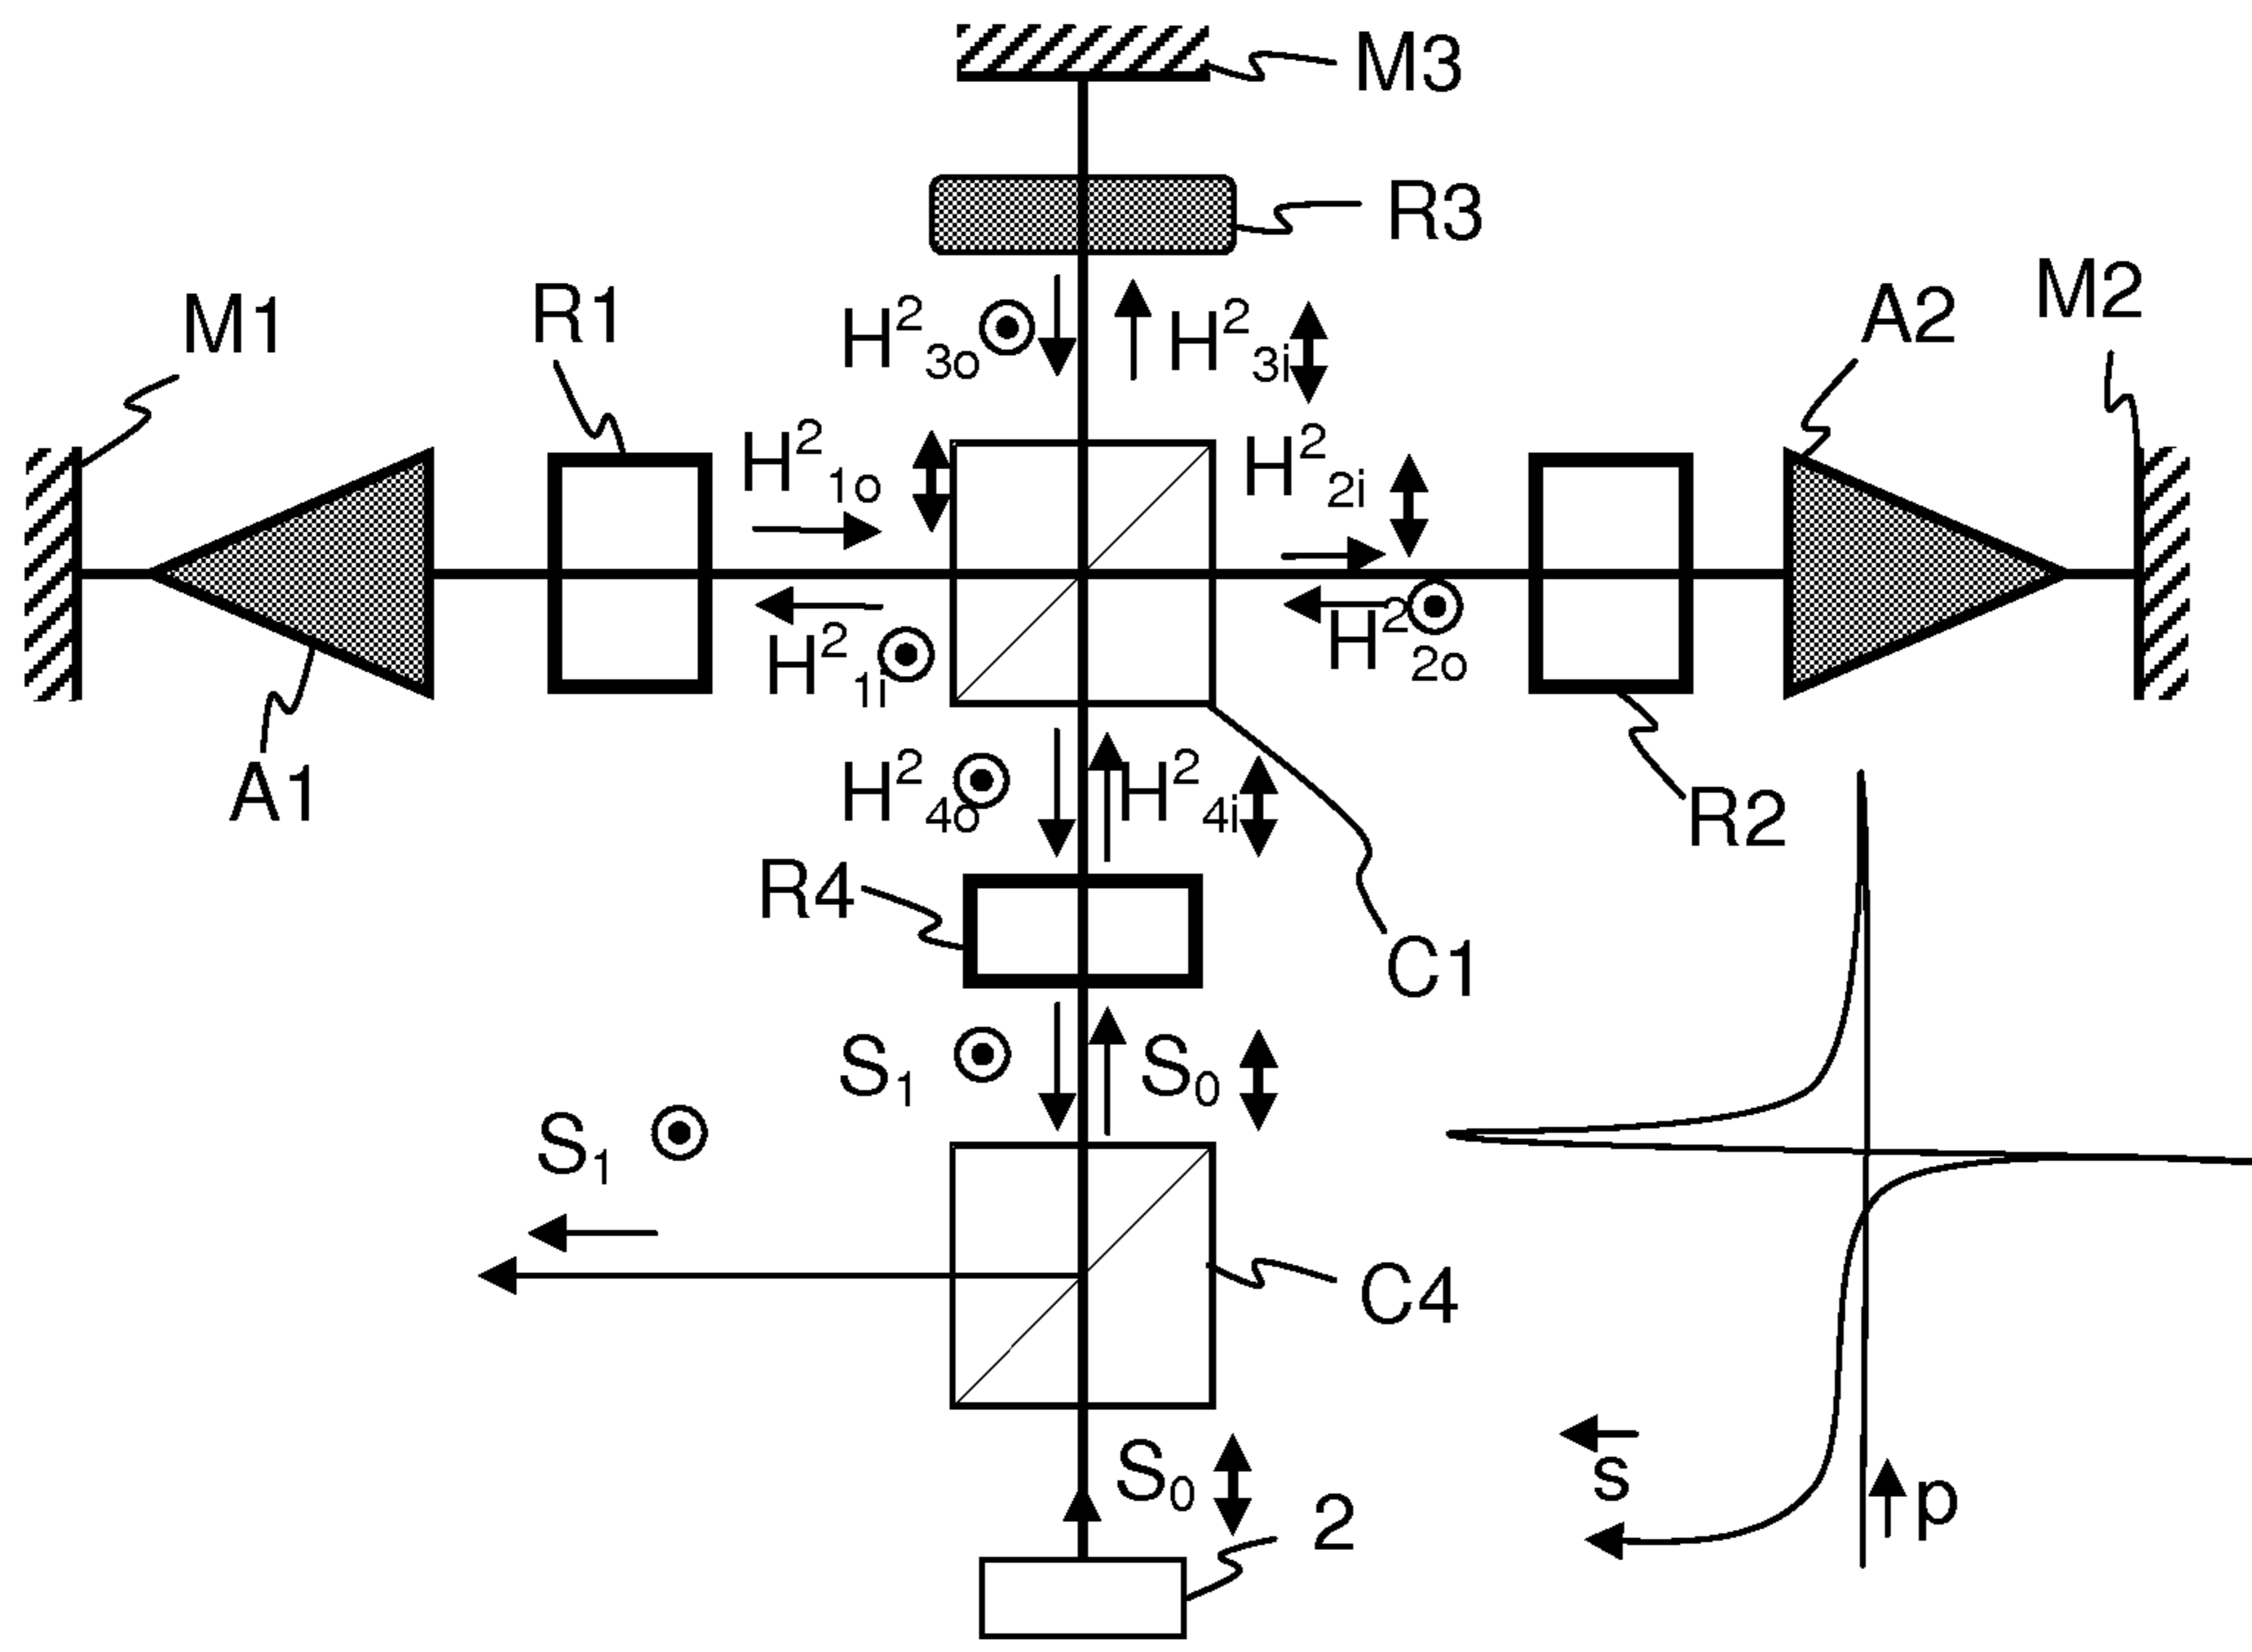 M3
R3
M1
R1
H²₃ₒ
H²₃ᵢ
A2
M2
H²₁ₒ
H²₂ᵢ
H²₁ᵢ
H²₂ₒ
A1
H²₄ₒ
H²₄ᵢ
R2
R4
C1
S₁
S₀
S₁
C4
S₀
2
s
p